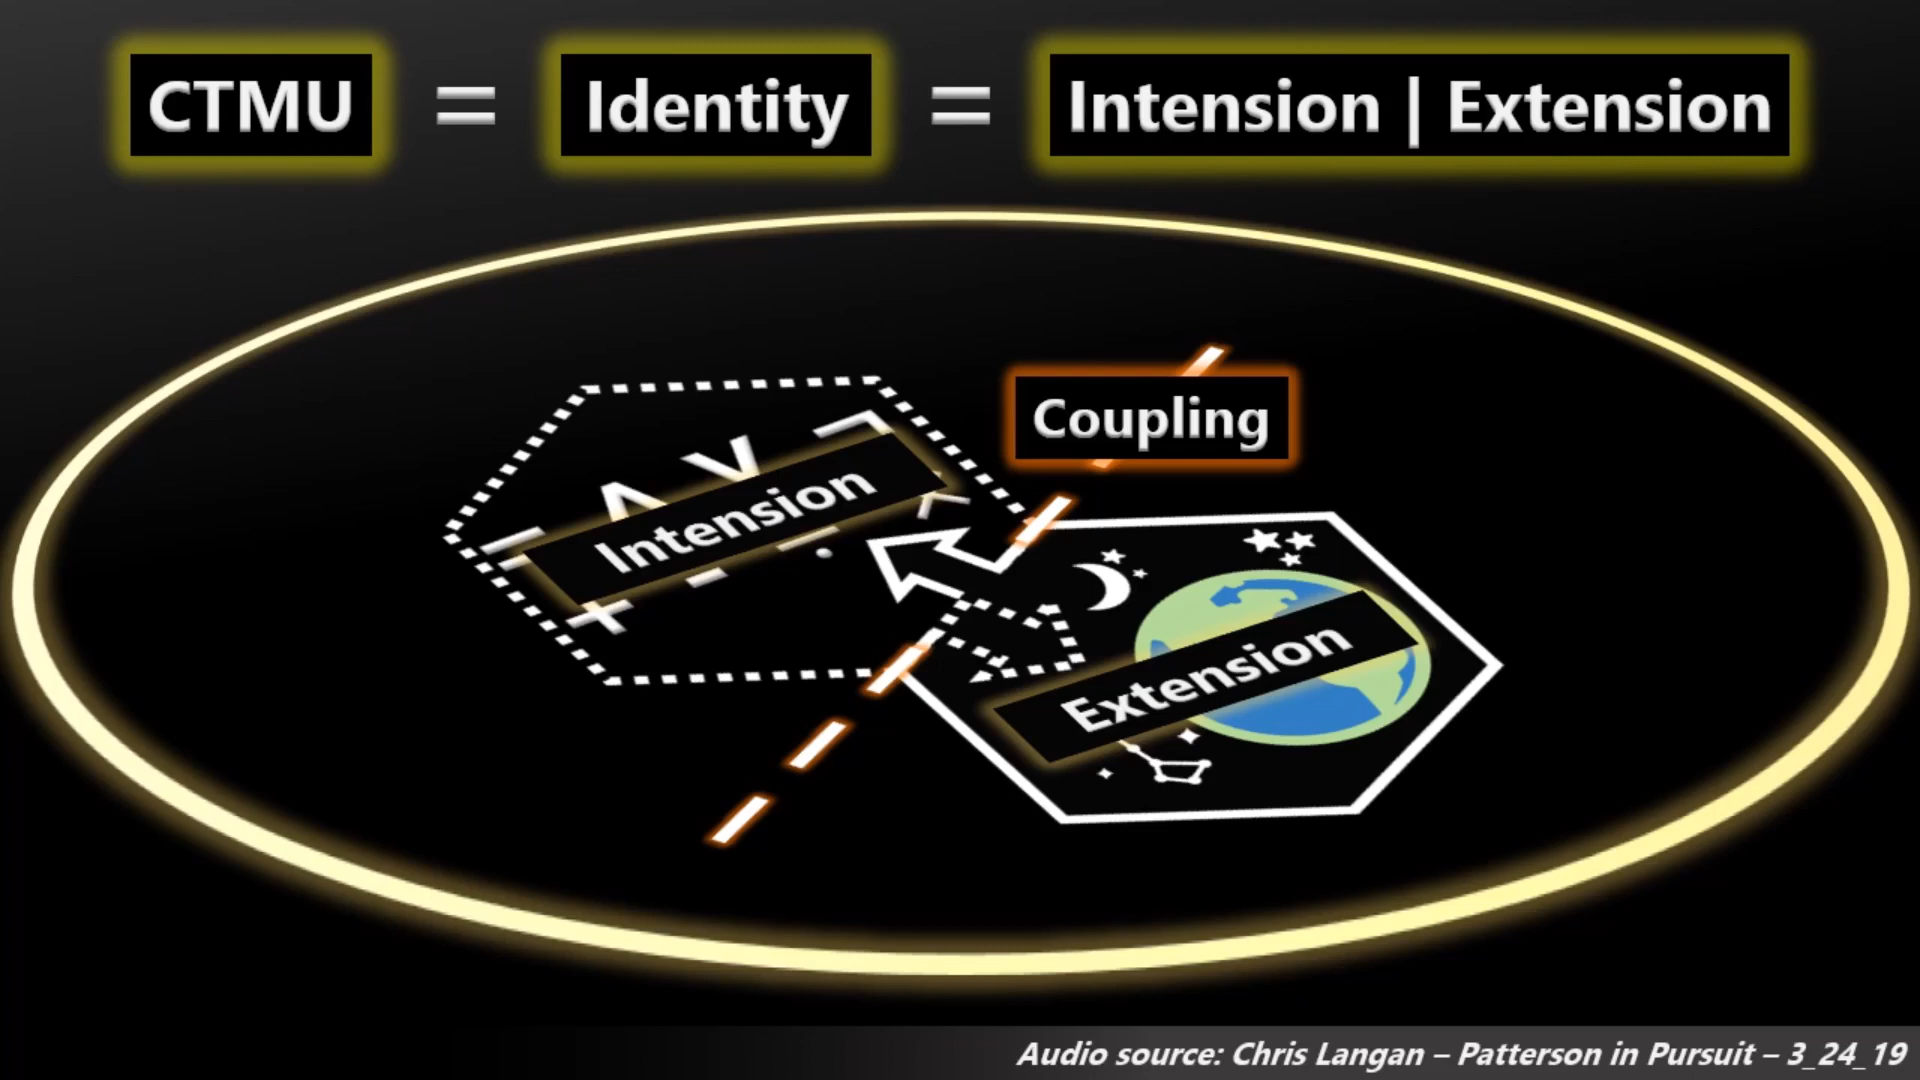 CTMU = Identity = Intension | Extension
Coupling
Intension
Extension
Audio source: Chris Langan – Patterson in Pursuit – 3_24_19